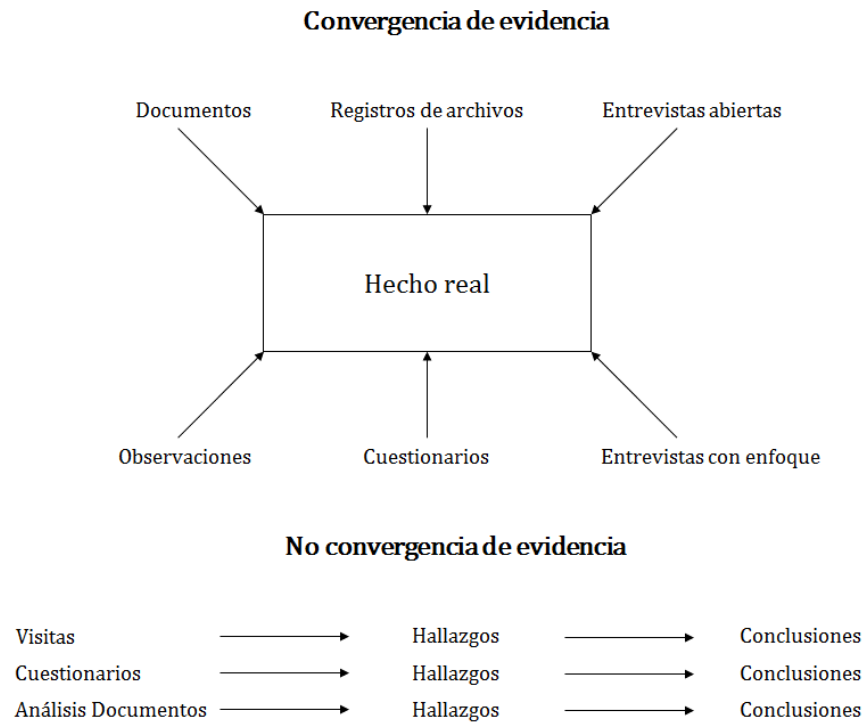 Convergencia de evidencia
Documentos Registros de archivos Entrevistas abiertas
Hecho real
Observaciones Cuestionarios Entrevistas con enfoque
No convergencia de evidencia
Visitas Hallazgos Conclusiones
Cuestionarios Hallazgos Conclusiones
Análisis Documentos Hallazgos Conclusiones